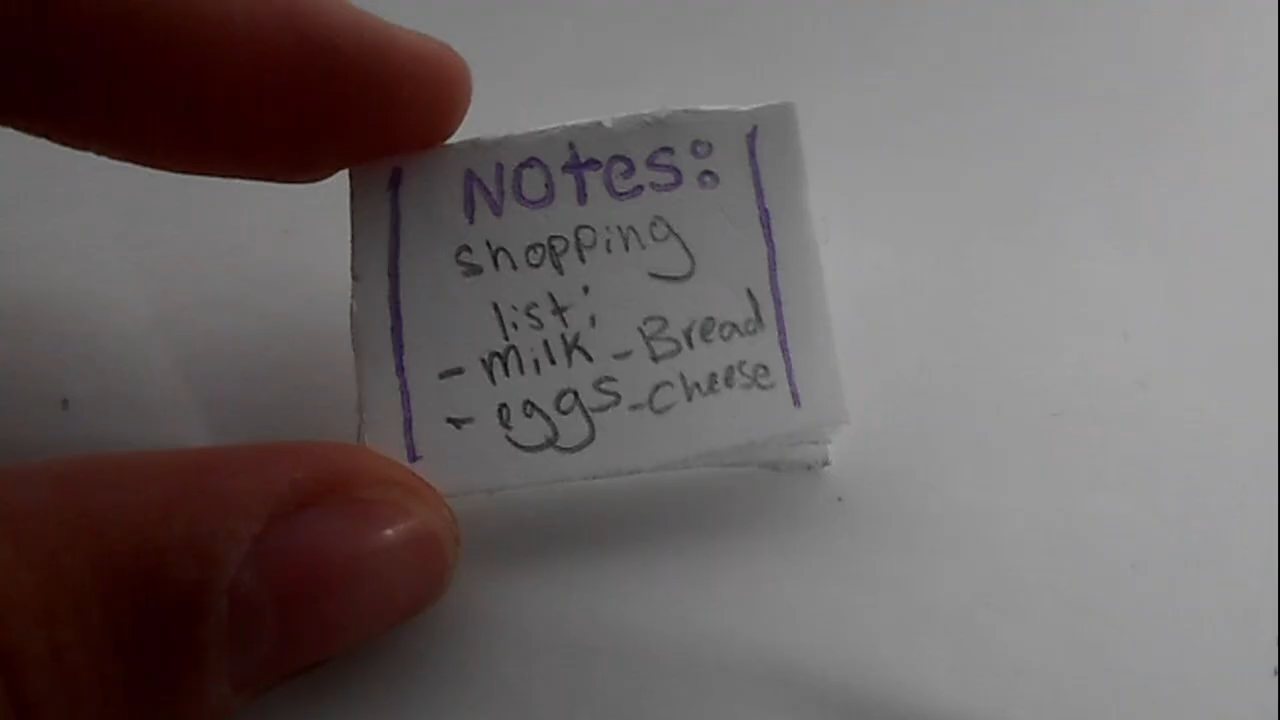 NOtes:
shopping
list:
- milk - Bread
- eggs - cheese